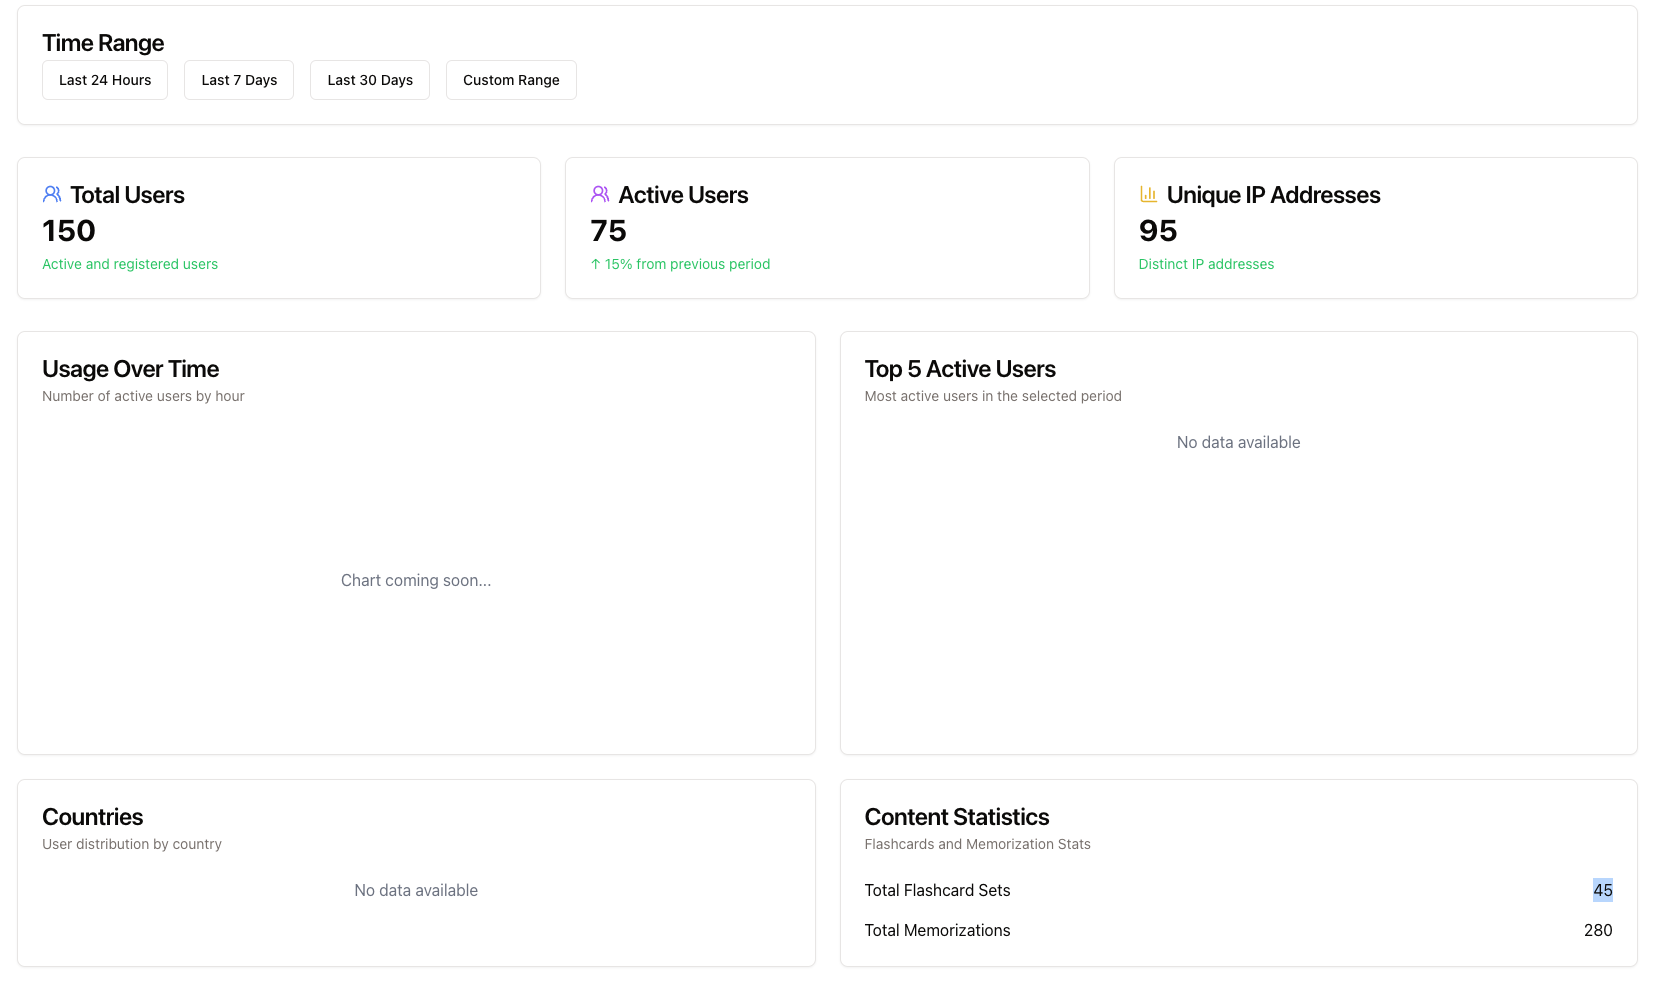 Time Range
Last 24 Hours
Last 7 Days
Last 30 Days
Custom Range
Total Users
150
Active and registered users
Active Users
75
↑ 15% from previous period
Unique IP Addresses
95
Distinct IP addresses
Usage Over Time
Number of active users by hour
Chart coming soon...
Top 5 Active Users
Most active users in the selected period
No data available
Countries
User distribution by country
No data available
Content Statistics
Flashcards and Memorization Stats
Total Flashcard Sets 45
Total Memorizations 280